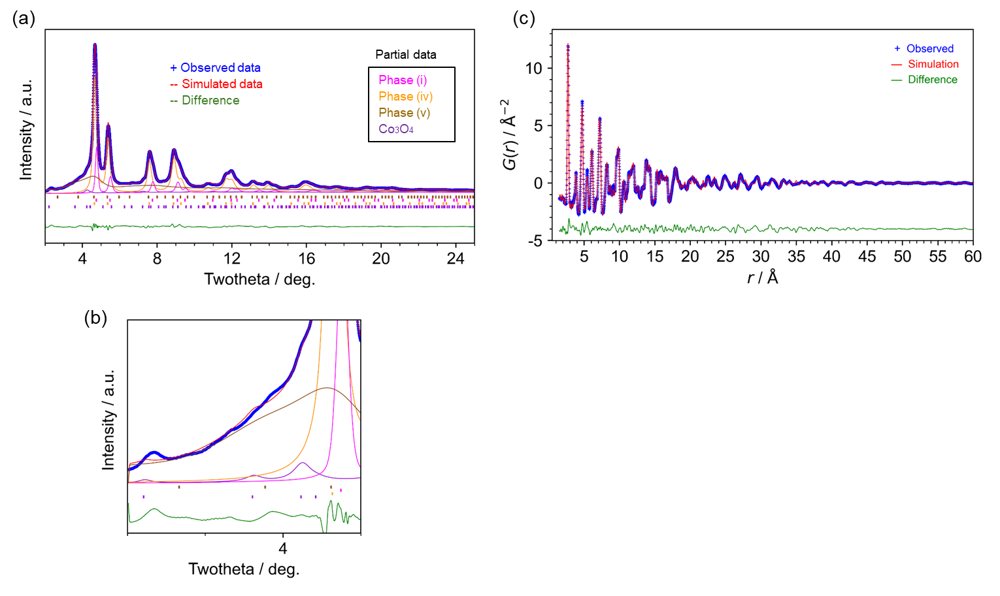 (a)
Intensity / a.u.
+ Observed data
-- Simulated data
-- Difference
Partial data
Phase (i)
Phase (iv)
Phase (v)
Co3O4
4 8 12 16 20 24
Twotheta / deg.
(b)
Intensity / a.u.
4
Twotheta / deg.
(c)
G(r) / Å−2
10
5
0
-5
+ Observed
— Simulation
— Difference
5 10 15 20 25 30 35 40 45 50 55 60
r / Å